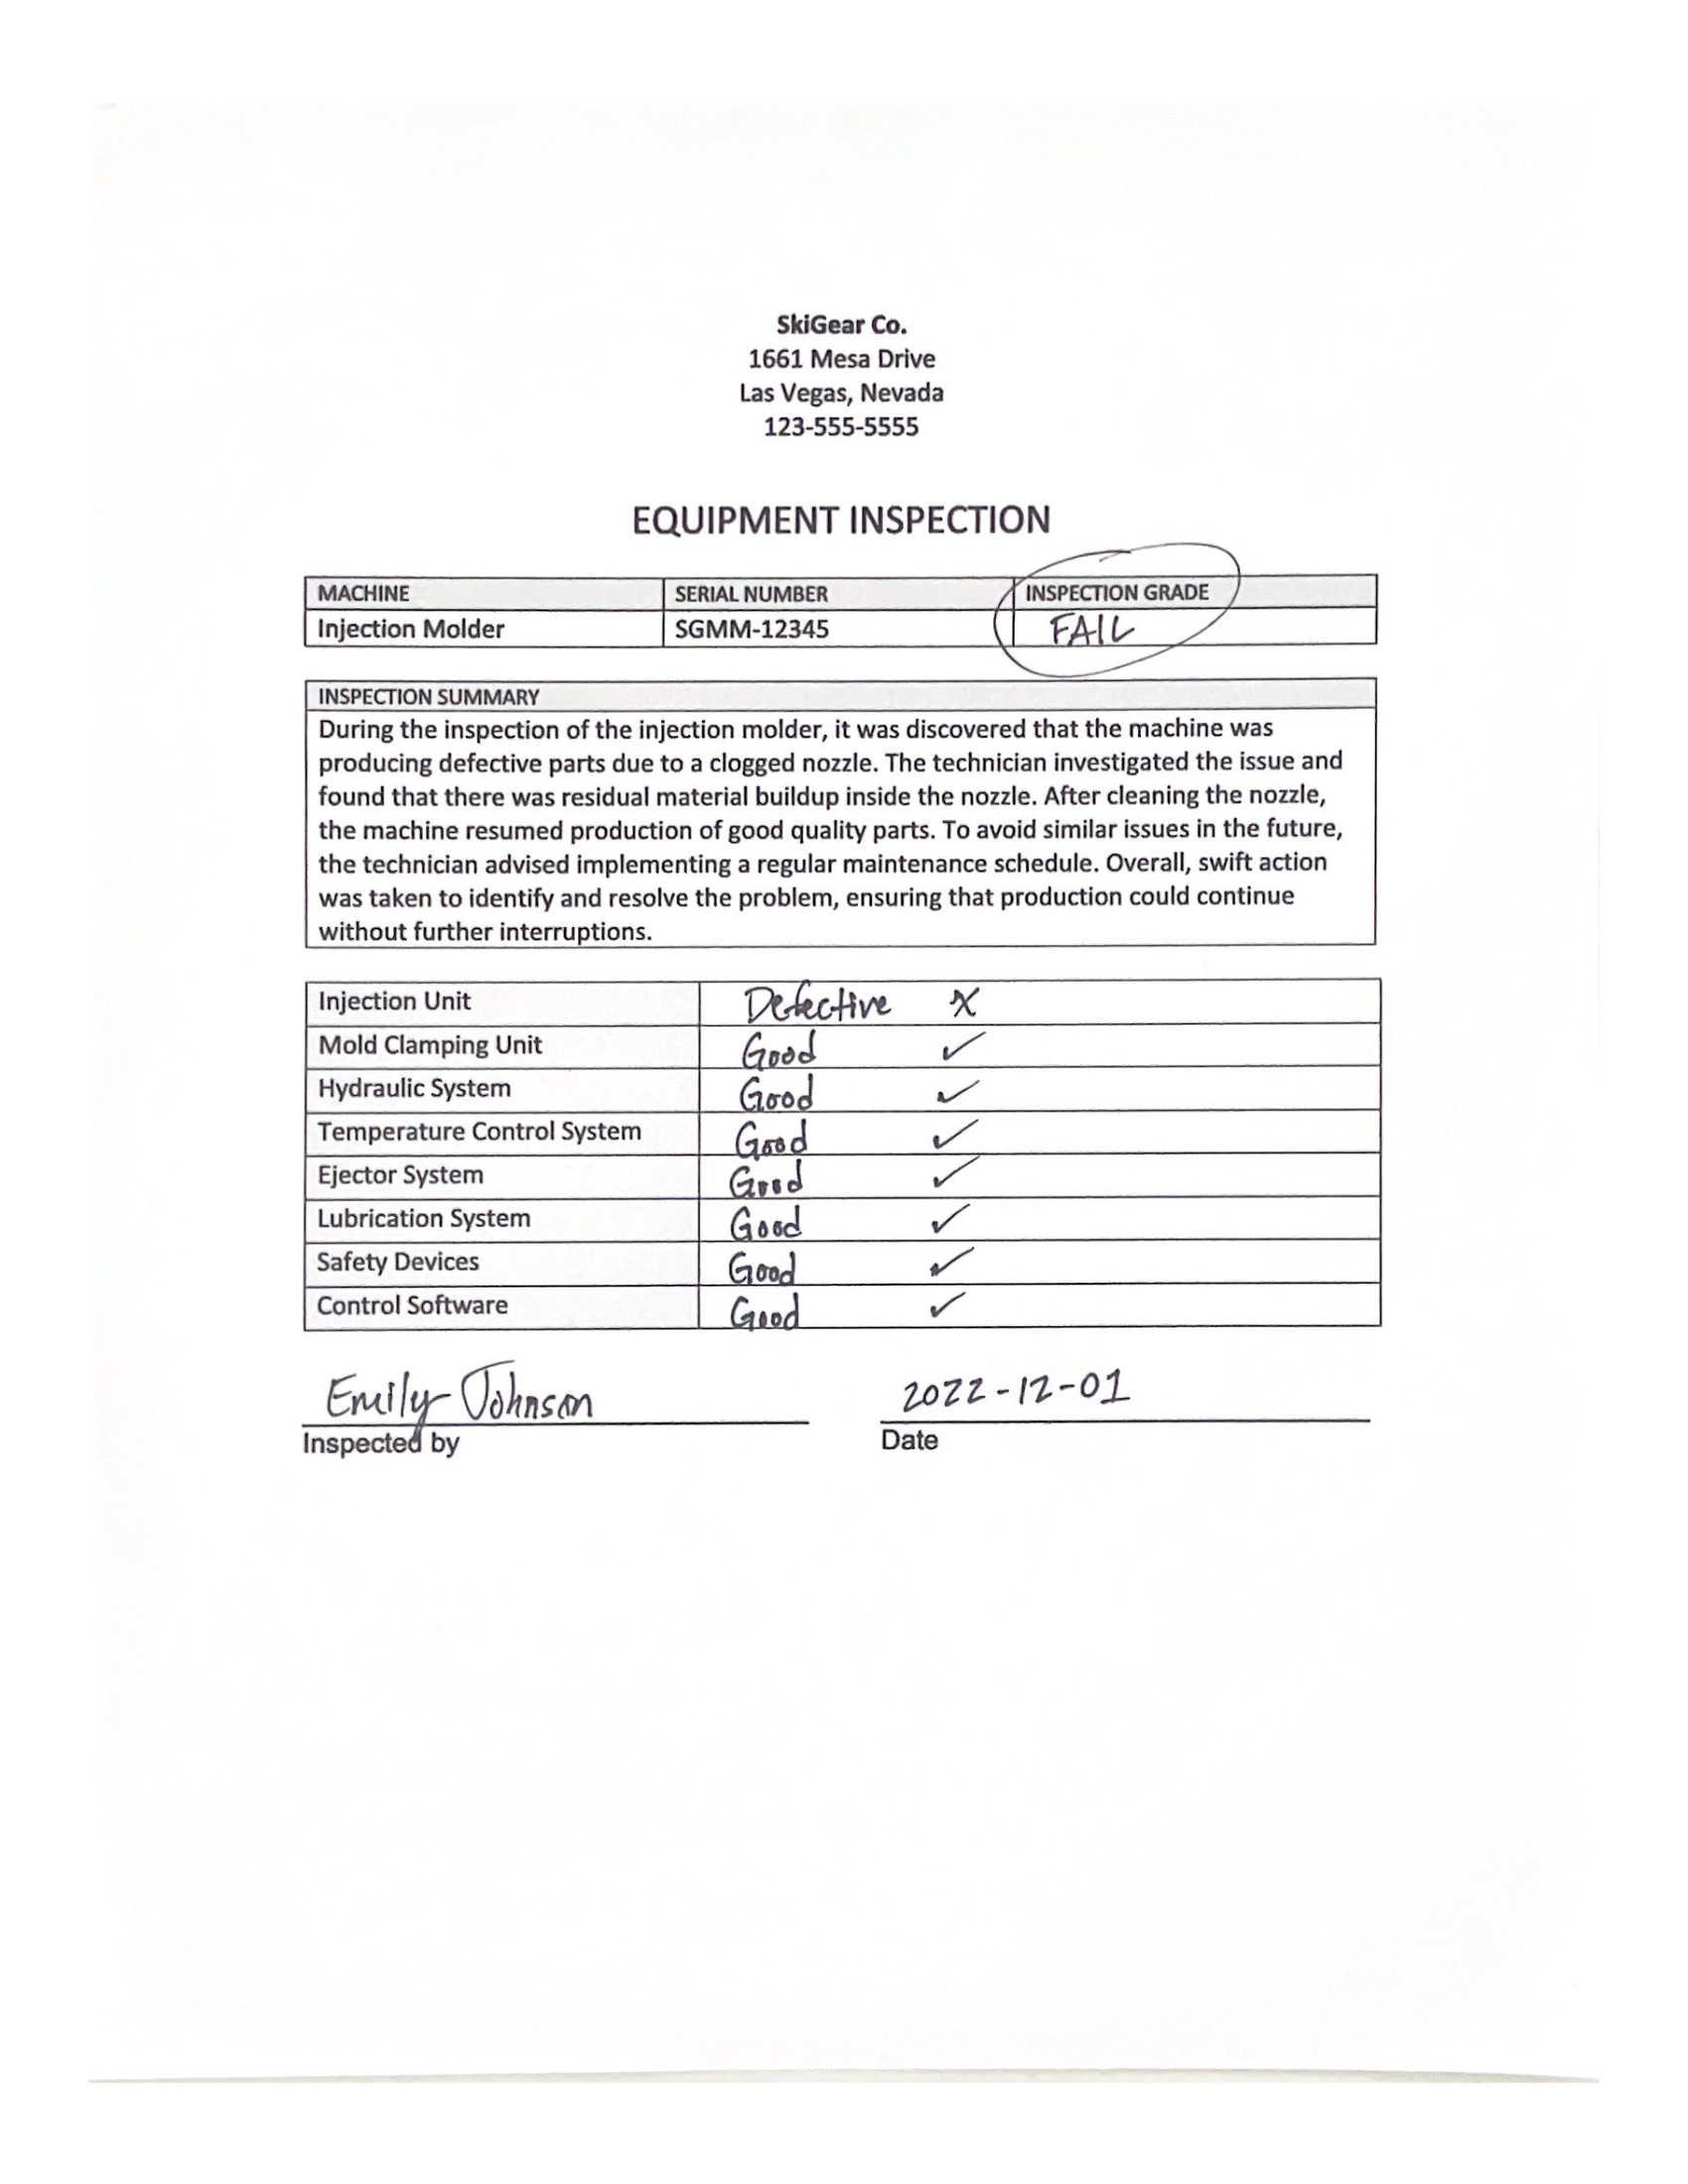 SkiGear Co.
1661 Mesa Drive
Las Vegas, Nevada
123-555-5555
EQUIPMENT INSPECTION
MACHINE SERIAL NUMBER INSPECTION GRADE
Injection Molder SGMM-12345 FAIL
INSPECTION SUMMARY
During the inspection of the injection molder, it was discovered that the machine was
producing defective parts due to a clogged nozzle. The technician investigated the issue and
found that there was residual material buildup inside the nozzle. After cleaning the nozzle,
the machine resumed production of good quality parts. To avoid similar issues in the future,
the technician advised implementing a regular maintenance schedule. Overall, swift action
was taken to identify and resolve the problem, ensuring that production could continue
without further interruptions.
Injection Unit Defective ✗
Mold Clamping Unit Good ✓
Hydraulic System Good ✓
Temperature Control System Good ✓
Ejector System Good ✓
Lubrication System Good ✓
Safety Devices Good ✓
Control Software Good ✓
Emily Johnson 2022-12-01
Inspected by Date